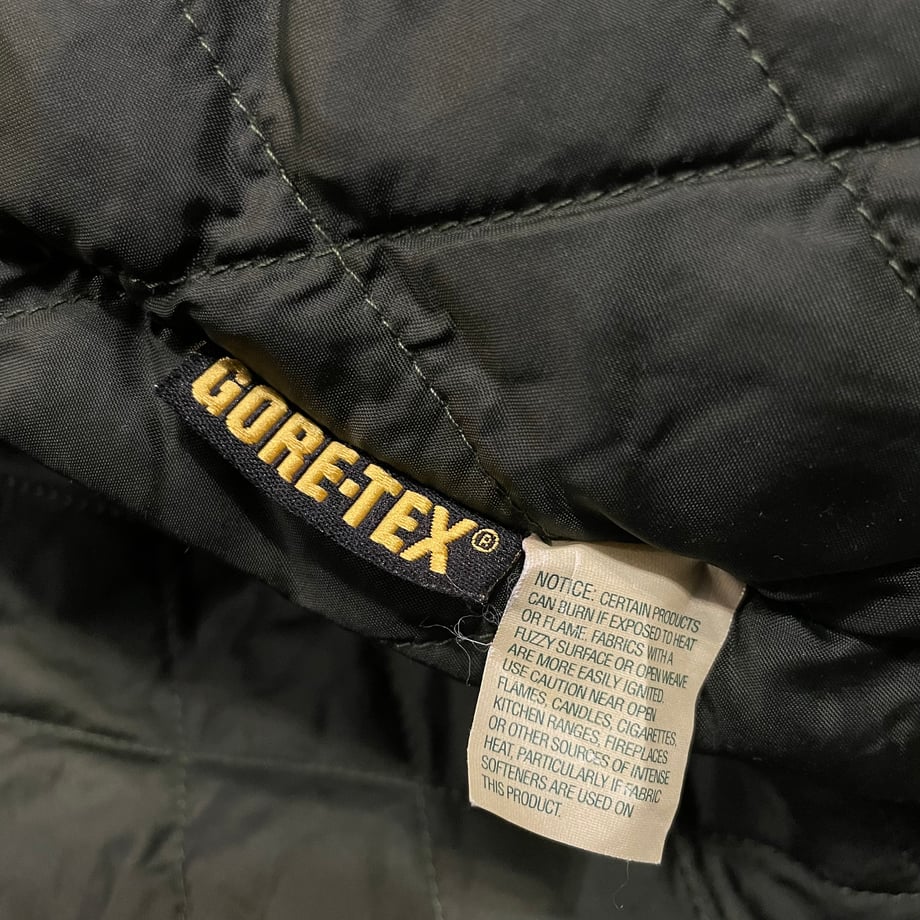 GORE-TEX®
NOTICE: CERTAIN PRODUCTS
CAN BURN IF EXPOSED TO HEAT
OR FLAME. FABRICS WITH A
FUZZY SURFACE OR OPEN WEAVE
ARE MORE EASILY IGNITED.
USE CAUTION NEAR OPEN
FLAMES, CANDLES, CIGARETTES,
KITCHEN RANGES, FIREPLACES
OR OTHER SOURCES OF INTENSE
HEAT, PARTICULARLY IF FABRIC
SOFTENERS ARE USED ON
THIS PRODUCT.